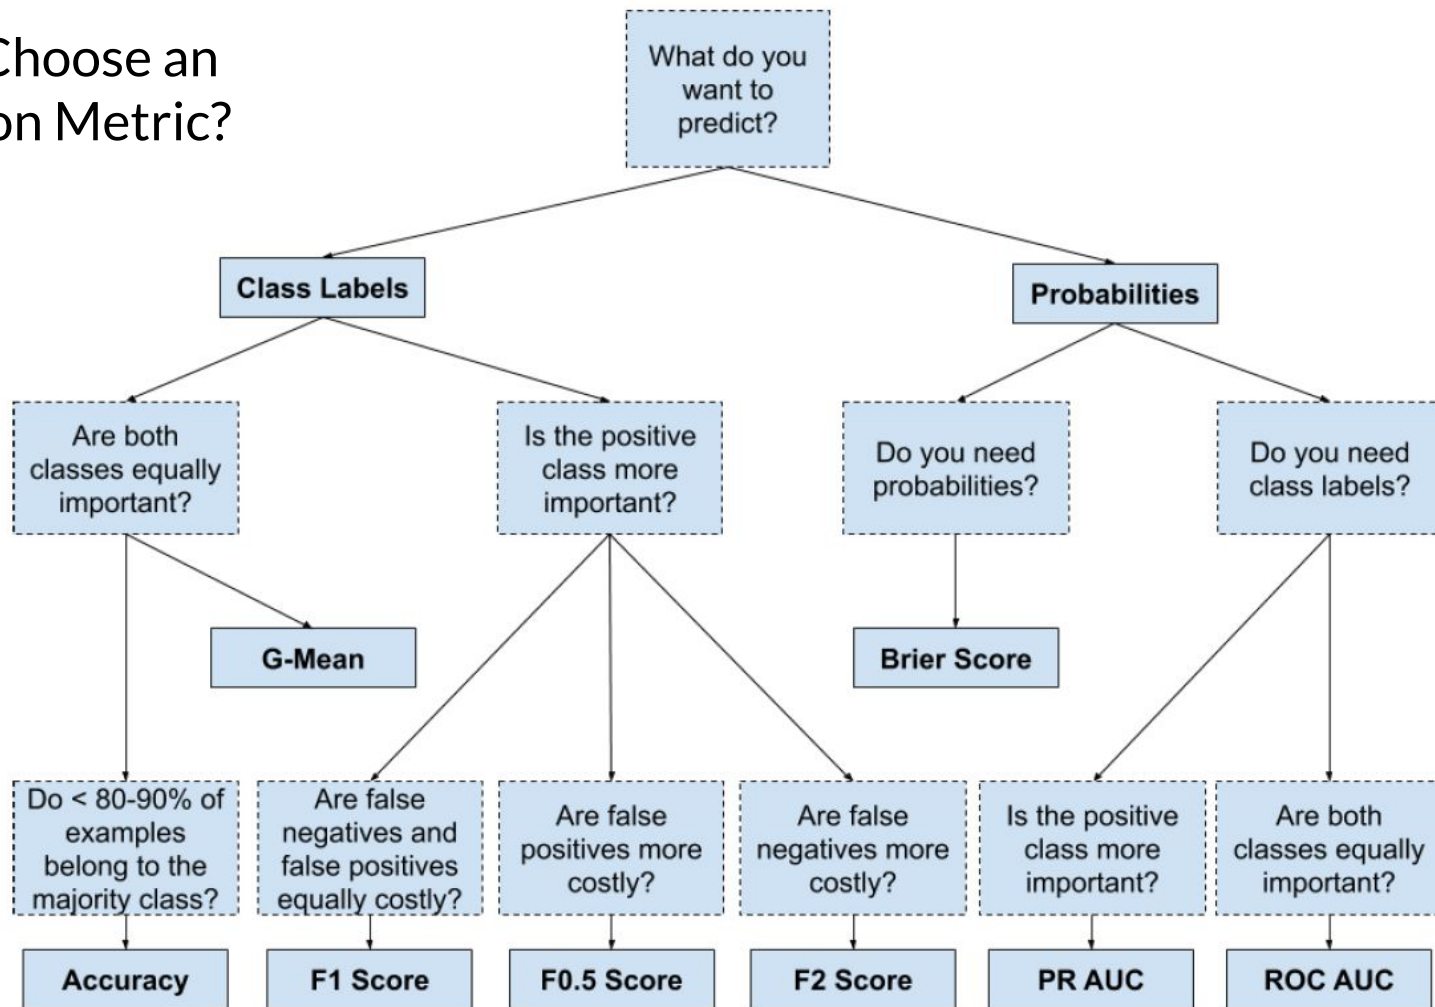 Choose an
on Metric?
What do you
want to
predict?
Class Labels
Probabilities
Are both
classes equally
important?
Is the positive
class more
important?
Do you need
probabilities?
Do you need
class labels?
G-Mean
Brier Score
Do < 80-90% of
examples
belong to the
majority class?
Are false
negatives and
false positives
equally costly?
Are false
positives more
costly?
Are false
negatives more
costly?
Is the positive
class more
important?
Are both
classes equally
important?
Accuracy
F1 Score
F0.5 Score
F2 Score
PR AUC
ROC AUC